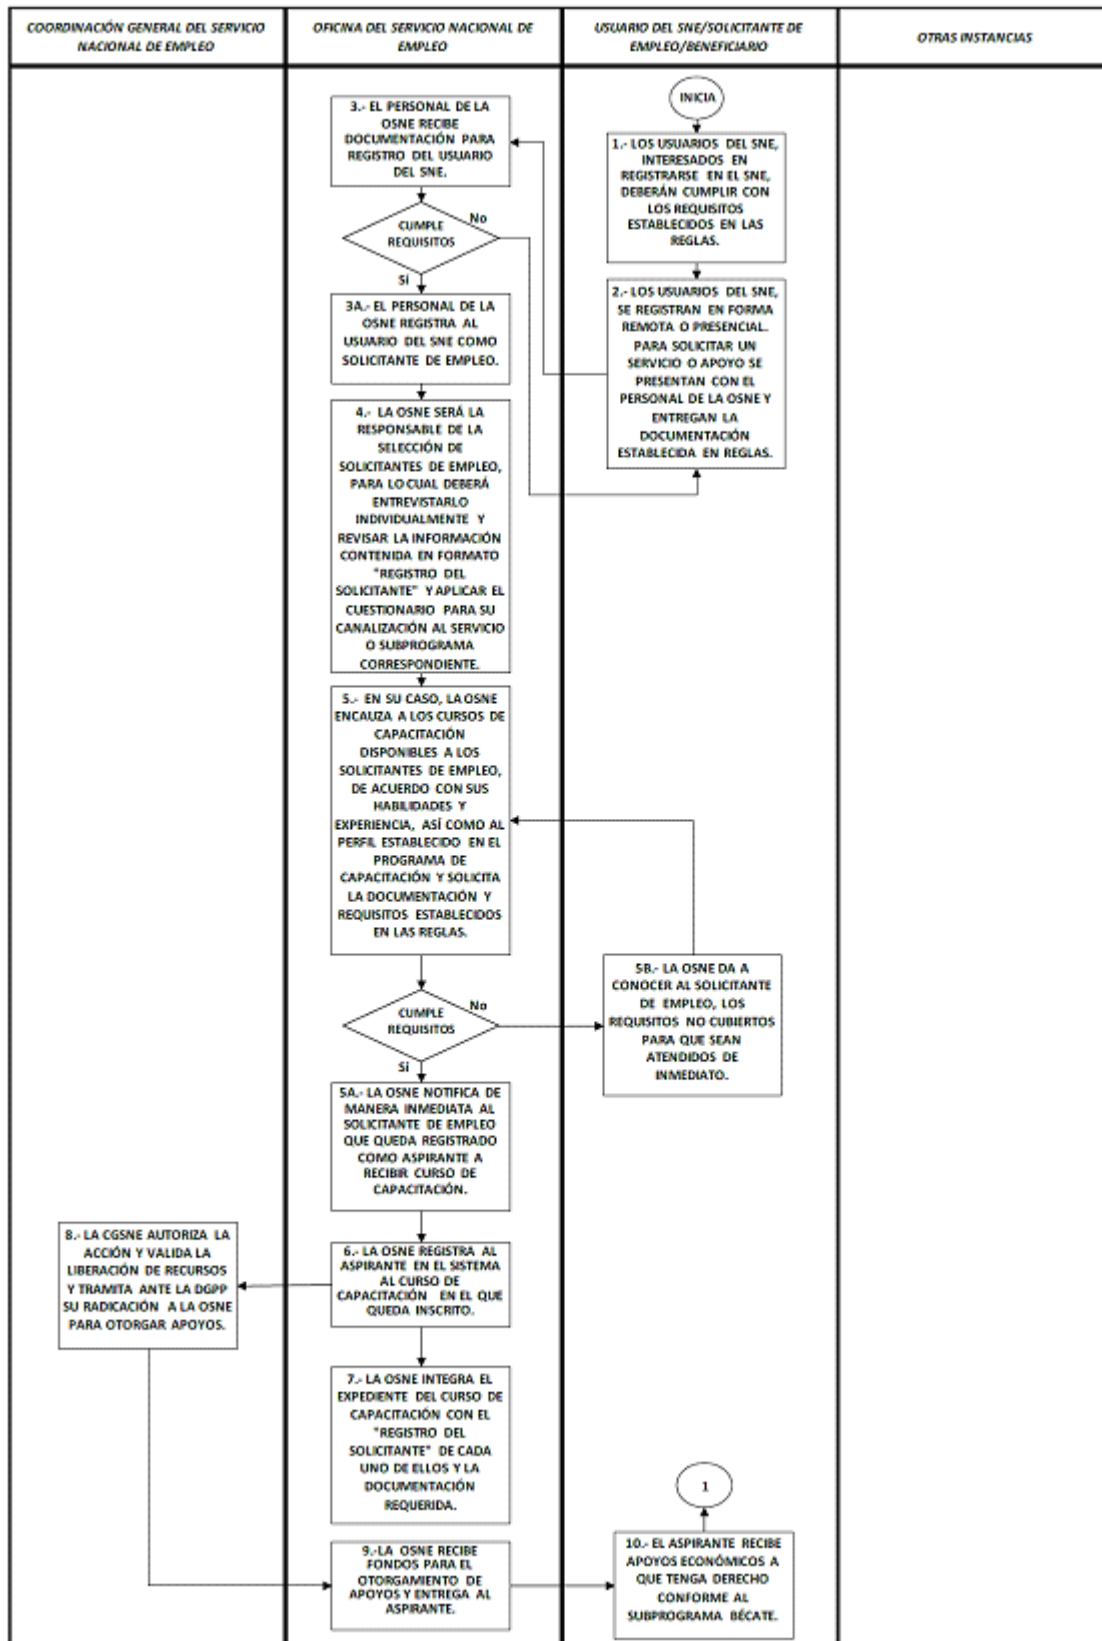 COORDINACIÓN GENERAL DEL SERVICIO
NACIONAL DE EMPLEO
OFICINA DEL SERVICIO NACIONAL DE
EMPLEO
USUARIO DEL SNE/SOLICITANTE DE
EMPLEO/BENEFICIARIO
OTRAS INSTANCIAS
INICIA
1.- LOS USUARIOS DEL SNE,
INTERESADOS EN
REGISTRARSE EN EL SNE,
DEBERÁN CUMPLIR CON
LOS REQUISITOS
ESTABLECIDOS EN LAS
REGLAS.
2.- LOS USUARIOS DEL SNE,
SE REGISTRAN EN FORMA
REMOTA O PRESENCIAL.
PARA SOLICITAR UN
SERVICIO O APOYO SE
PRESENTAN CON EL
PERSONAL DE LA OSNE Y
ENTREGAN LA
DOCUMENTACIÓN
ESTABLECIDA EN REGLAS.
3.- EL PERSONAL DE LA
OSNE RECIBE
DOCUMENTACIÓN PARA
REGISTRO DEL USUARIO
DEL SNE.
CUMPLE
REQUISITOS
No
Sí
3A.- EL PERSONAL DE LA
OSNE REGISTRA AL
USUARIO DEL SNE COMO
SOLICITANTE DE EMPLEO.
4.- LA OSNE SERÁ LA
RESPONSABLE DE LA
SELECCIÓN DE
SOLICITANTES DE EMPLEO,
PARA LO CUAL DEBERÁ
ENTREVISTARLO
INDIVIDUALMENTE Y
REVISAR LA INFORMACIÓN
CONTENIDA EN FORMATO
"REGISTRO DEL
SOLICITANTE" Y APLICAR EL
CUESTIONARIO PARA SU
CANALIZACIÓN AL SERVICIO
O SUBPROGRAMA
CORRESPONDIENTE.
5.- EN SU CASO, LA OSNE
ENCAUZA A LOS CURSOS DE
CAPACITACIÓN
DISPONIBLES A LOS
SOLICITANTES DE EMPLEO,
DE ACUERDO CON SUS
HABILIDADES Y
EXPERIENCIA, ASÍ COMO AL
PERFIL ESTABLECIDO EN EL
PROGRAMA DE
CAPACITACIÓN Y SOLICITA
LA DOCUMENTACIÓN Y
REQUISITOS ESTABLECIDOS
EN LAS REGLAS.
CUMPLE
REQUISITOS
No
Sí
5B.- LA OSNE DA A
CONOCER AL SOLICITANTE
DE EMPLEO, LOS
REQUISITOS NO CUBIERTOS
PARA QUE SEAN
ATENDIDOS DE
INMEDIATO.
5A.- LA OSNE NOTIFICA DE
MANERA INMEDIATA AL
SOLICITANTE DE EMPLEO
QUE QUEDA REGISTRADO
COMO ASPIRANTE A
RECIBIR CURSO DE
CAPACITACIÓN.
6.- LA OSNE REGISTRA AL
ASPIRANTE EN EL SISTEMA
AL CURSO DE
CAPACITACIÓN EN EL QUE
QUEDA INSCRITO.
8.- LA CGSNE AUTORIZA LA
ACCIÓN Y VALIDA LA
LIBERACIÓN DE RECURSOS
Y TRAMITA ANTE LA DGPP
SU RADICACIÓN A LA OSNE
PARA OTORGAR APOYOS.
7.- LA OSNE INTEGRA EL
EXPEDIENTE DEL CURSO DE
CAPACITACIÓN CON EL
"REGISTRO DEL
SOLICITANTE" DE CADA
UNO DE ELLOS Y LA
DOCUMENTACIÓN
REQUERIDA.
9.-LA OSNE RECIBE
FONDOS PARA EL
OTORGAMIENTO DE
APOYOS Y ENTREGA AL
ASPIRANTE.
10.- EL ASPIRANTE RECIBE
APOYOS ECONÓMICOS A
QUE TENGA DERECHO
CONFORME AL
SUBPROGRAMA BÉCATE.
1